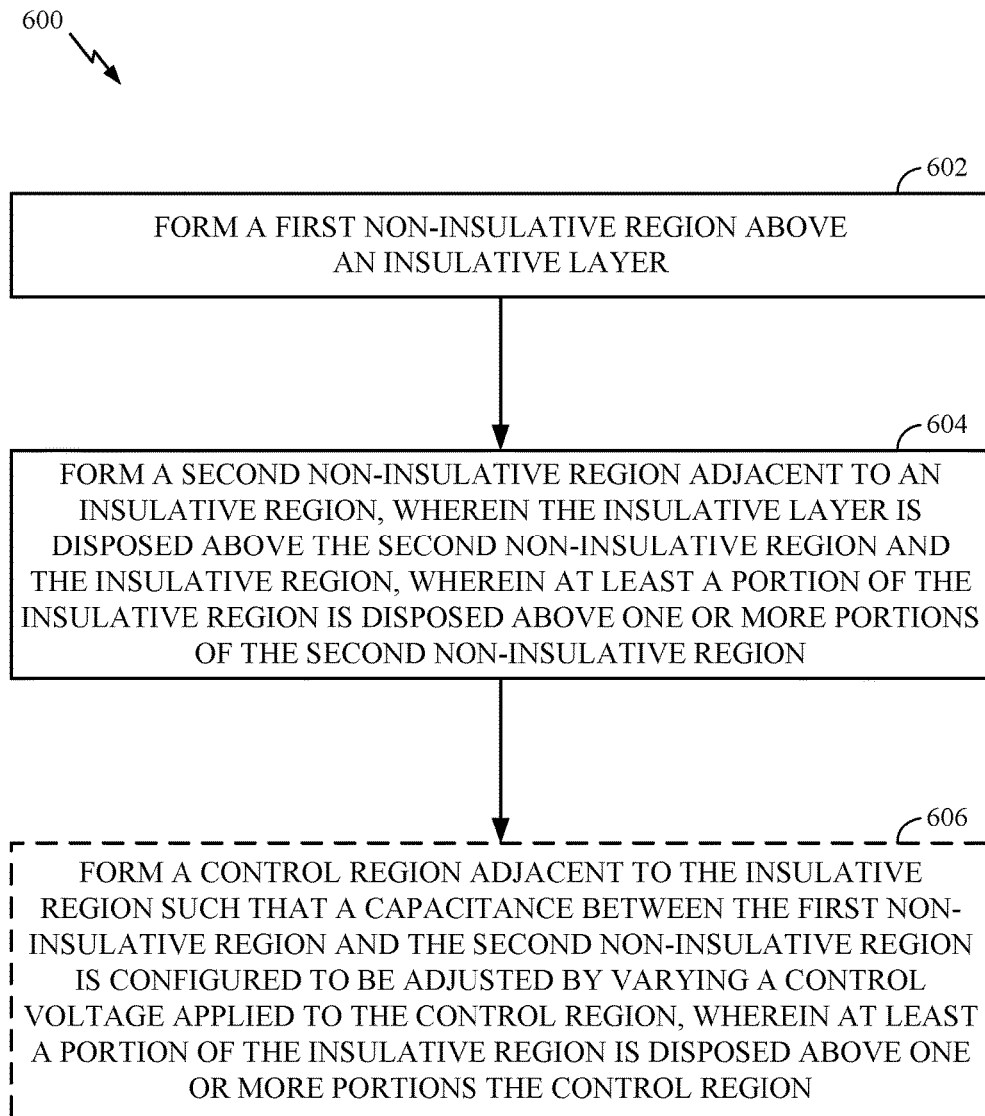 600
602
FORM A FIRST NON-INSULATIVE REGION ABOVE
AN INSULATIVE LAYER
604
FORM A SECOND NON-INSULATIVE REGION ADJACENT TO AN
INSULATIVE REGION, WHEREIN THE INSULATIVE LAYER IS
DISPOSED ABOVE THE SECOND NON-INSULATIVE REGION AND
THE INSULATIVE REGION, WHEREIN AT LEAST A PORTION OF THE
INSULATIVE REGION IS DISPOSED ABOVE ONE OR MORE PORTIONS
OF THE SECOND NON-INSULATIVE REGION
606
FORM A CONTROL REGION ADJACENT TO THE INSULATIVE
REGION SUCH THAT A CAPACITANCE BETWEEN THE FIRST NON-
INSULATIVE REGION AND THE SECOND NON-INSULATIVE REGION
IS CONFIGURED TO BE ADJUSTED BY VARYING A CONTROL
VOLTAGE APPLIED TO THE CONTROL REGION, WHEREIN AT LEAST
A PORTION OF THE INSULATIVE REGION IS DISPOSED ABOVE ONE
OR MORE PORTIONS THE CONTROL REGION